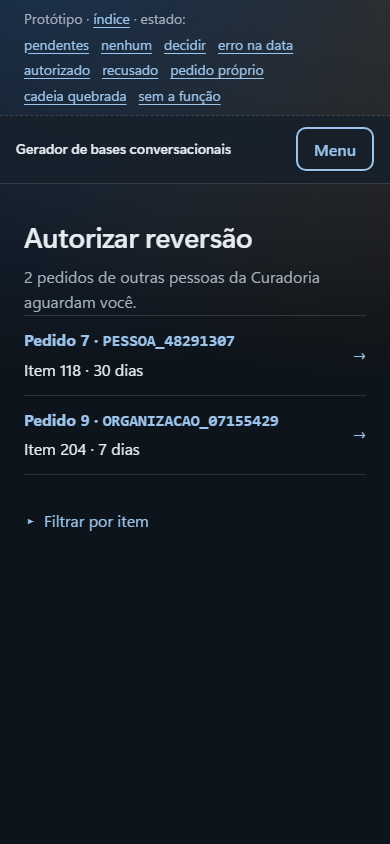 Protótipo · índice · estado:
pendentes nenhum decidir erro na data
autorizado recusado pedido próprio
cadeia quebrada sem a função
Gerador de bases conversacionais
Menu
Autorizar reversão
2 pedidos de outras pessoas da Curadoria
aguardam você.
Pedido 7 · PESSOA_48291307
→
Item 118 · 30 dias
Pedido 9 · ORGANIZACAO_07155429
→
Item 204 · 7 dias
▸ Filtrar por item